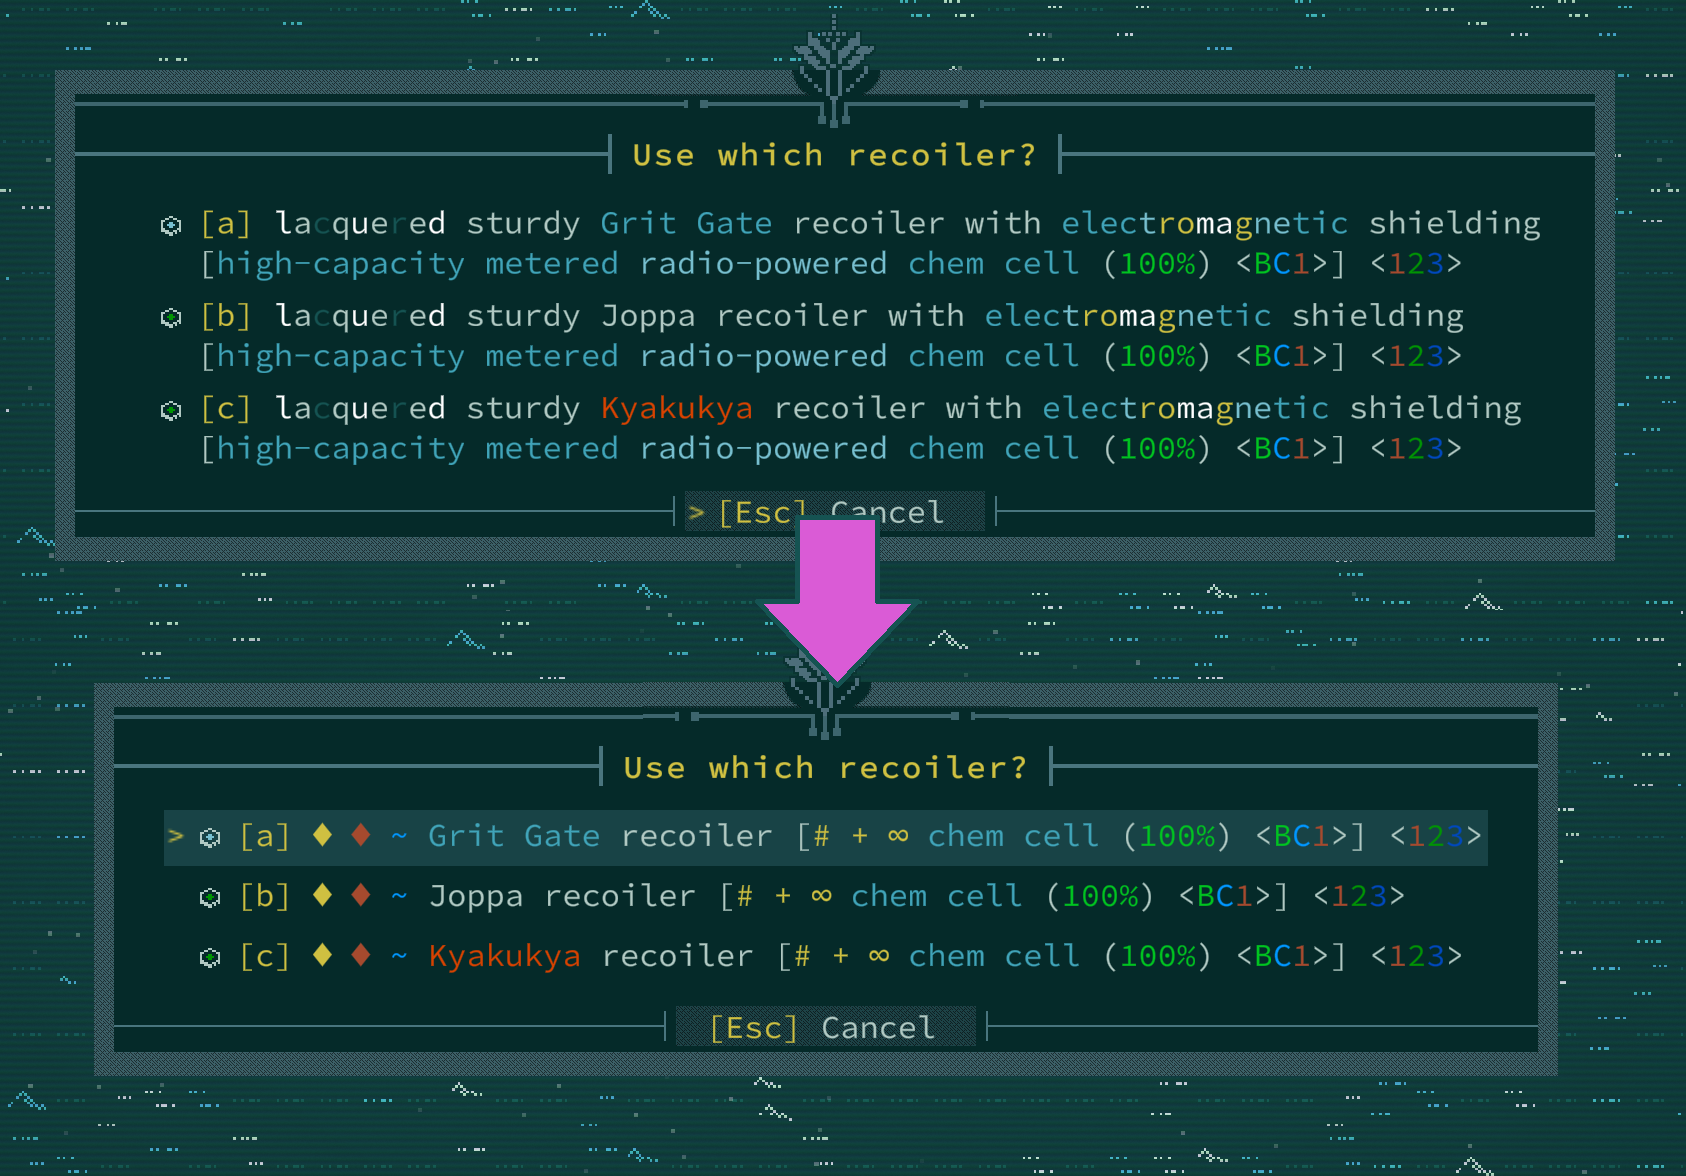 Use which recoiler?
[a] lacquered sturdy Grit Gate recoiler with electromagnetic shielding
[high-capacity metered radio-powered chem cell (100%) <BC1>] <123>
[b] lacquered sturdy Joppa recoiler with electromagnetic shielding
[high-capacity metered radio-powered chem cell (100%) <BC1>] <123>
[c] lacquered sturdy Kyakukya recoiler with electromagnetic shielding
[high-capacity metered radio-powered chem cell (100%) <BC1>] <123>
> [Esc] Cancel
Use which recoiler?
> [a] ♦ ♦ ~ Grit Gate recoiler [# + ∞ chem cell (100%) <BC1>] <123>
[b] ♦ ♦ ~ Joppa recoiler [# + ∞ chem cell (100%) <BC1>] <123>
[c] ♦ ♦ ~ Kyakukya recoiler [# + ∞ chem cell (100%) <BC1>] <123>
[Esc] Cancel